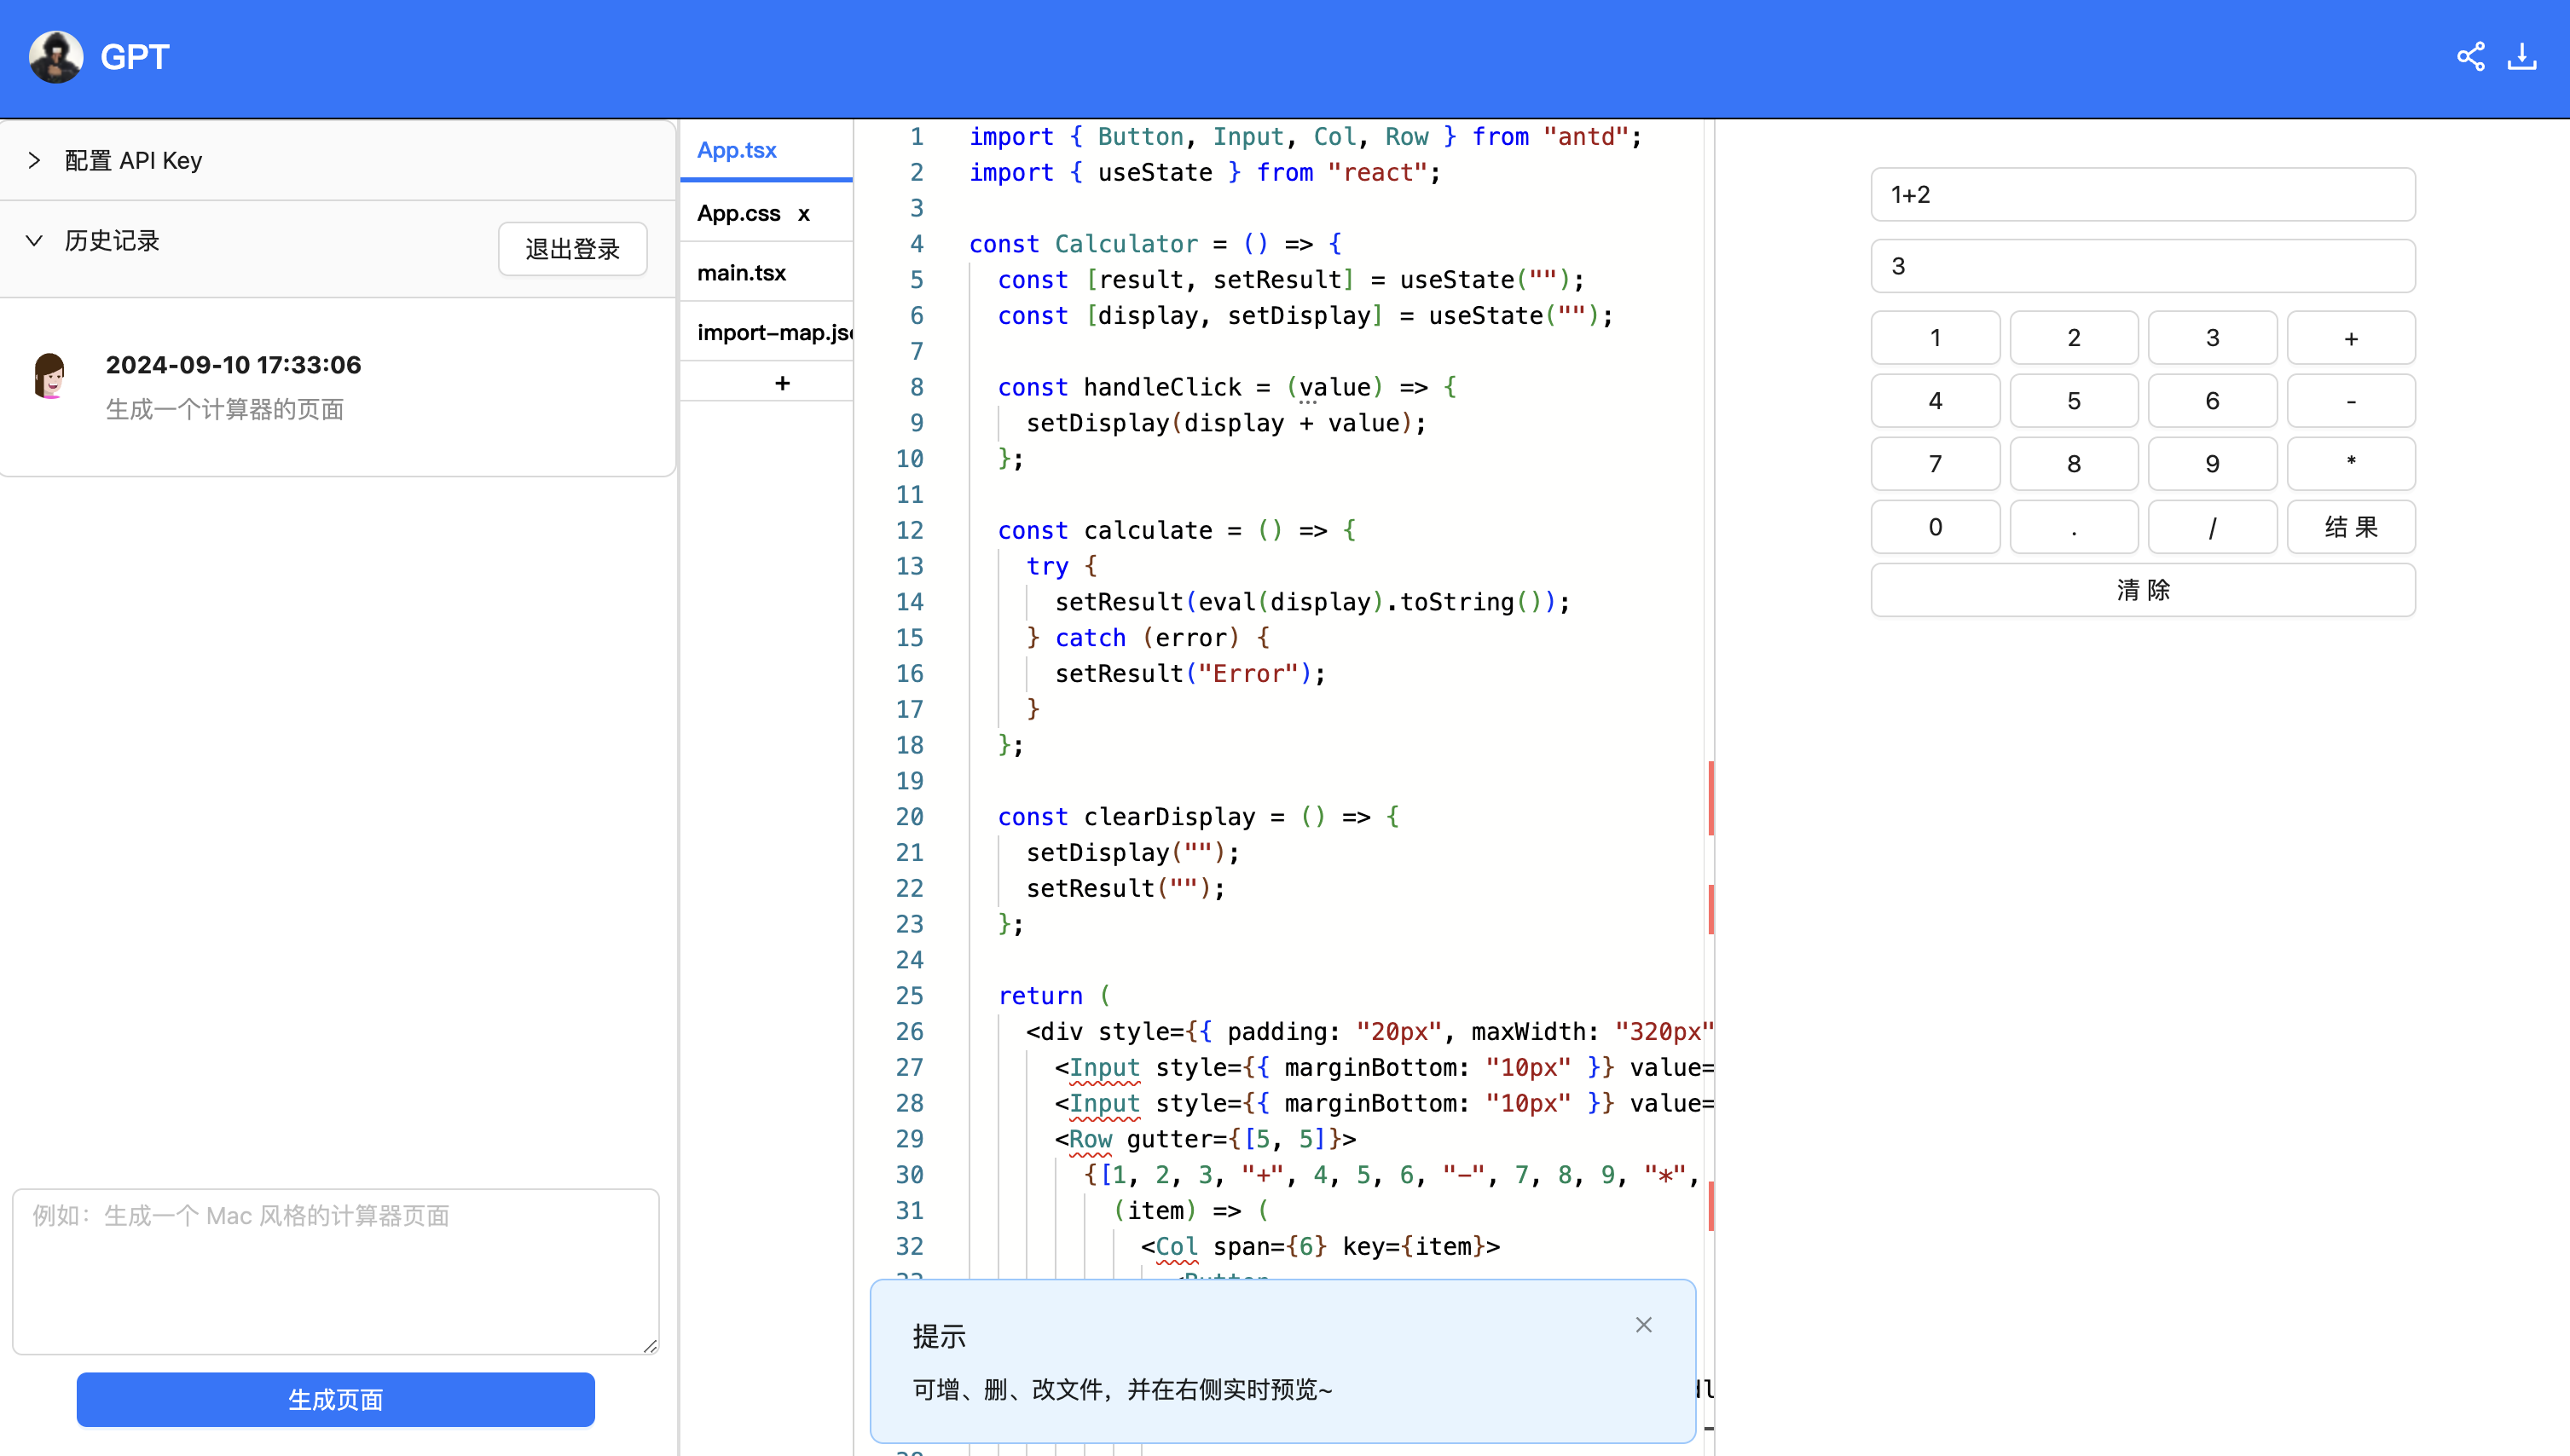 GPT
配置 API Key
历史记录
退出登录
2024-09-10 17:33:06
生成一个计算器的页面
例如：生成一个 Mac 风格的计算器页面
生成页面
App.tsx
App.css x
main.tsx
import-map.js
+
1 import { Button, Input, Col, Row } from "antd";
2 import { useState } from "react";
3
4 const Calculator = () => {
5 const [result, setResult] = useState("");
6 const [display, setDisplay] = useState("");
7
8 const handleClick = (value) => {
9 setDisplay(display + value);
10 };
11
12 const calculate = () => {
13 try {
14 setResult(eval(display).toString());
15 } catch (error) {
16 setResult("Error");
17 }
18 };
19
20 const clearDisplay = () => {
21 setDisplay("");
22 setResult("");
23 };
24
25 return (
26 <div style={{ padding: "20px", maxWidth: "320px"
27 <Input style={{ marginBottom: "10px" }} value=
28 <Input style={{ marginBottom: "10px" }} value=
29 <Row gutter={[5, 5]}>
30 {[1, 2, 3, "+", 4, 5, 6, "-", 7, 8, 9, "*",
31 (item) => (
32 <Col span={6} key={item}>
提示
可增、删、改文件，并在右侧实时预览~
1+2
3
1 2 3 +
4 5 6 -
7 8 9 *
0 . / 结 果
清 除